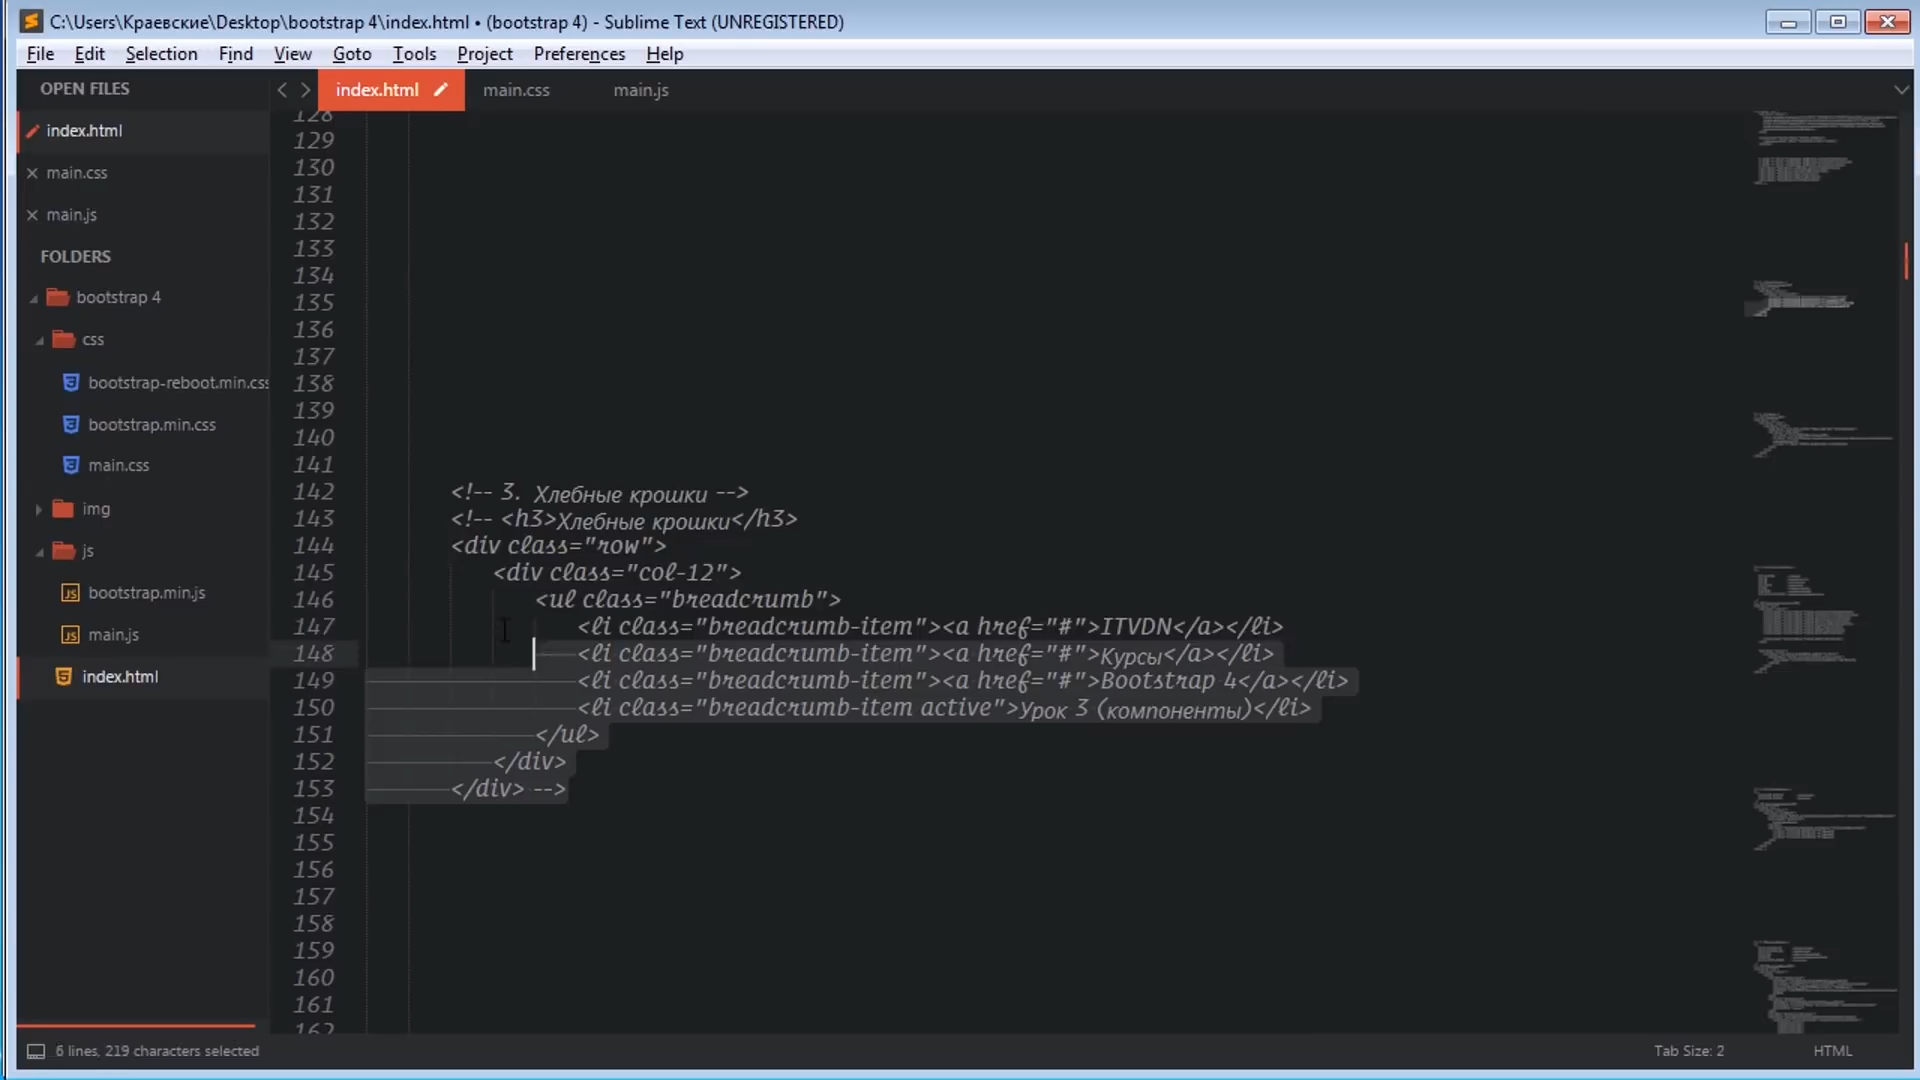 C:\Users\Краевские\Desktop\bootstrap 4\index.html • (bootstrap 4) - Sublime Text (UNREGISTERED)
File Edit Selection Find View Goto Tools Project Preferences Help
OPEN FILES
index.html
main.css
main.js
FOLDERS
bootstrap 4
css
bootstrap-reboot.min.css
bootstrap.min.css
main.css
img
js
bootstrap.min.js
main.js
index.html
index.html main.css main.js
128
129
130
131
132
133
134
135
136
137
138
139
140
141
142 <!-- 3. Хлебные крошки -->
143 <!-- <h3>Хлебные крошки</h3>
144 <div class="row">
145 <div class="col-12">
146 <ul class="breadcrumb">
147 <li class="breadcrumb-item"><a href="#">ITVDN</a></li>
148 <li class="breadcrumb-item"><a href="#">Курсы</a></li>
149 <li class="breadcrumb-item"><a href="#">Bootstrap 4</a></li>
150 <li class="breadcrumb-item active">Урок 3 (компоненты)</li>
151 </ul>
152 </div>
153 </div> -->
154
155
156
157
158
159
160
161
162
6 lines, 219 characters selected
Tab Size: 2 HTML